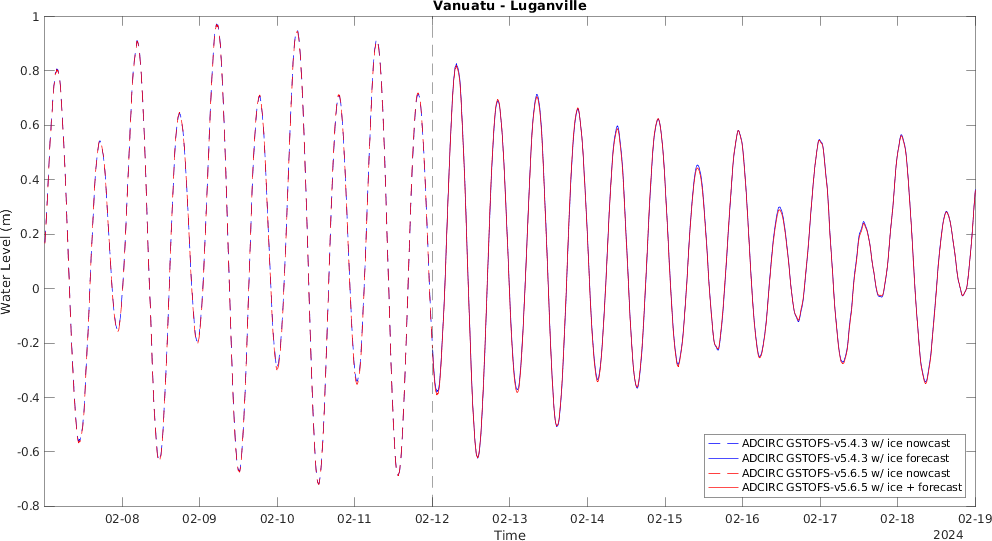 Vanuatu - Luganville
1
0.8
0.6
0.4
0.2
0
-0.2
-0.4
-0.6
-0.8
Water Level (m)
02-08 02-09 02-10 02-11 02-12 02-13 02-14 02-15 02-16 02-17 02-18 02-19
Time
2024
ADCIRC GSTOFS-v5.4.3 w/ ice nowcast
ADCIRC GSTOFS-v5.4.3 w/ ice forecast
ADCIRC GSTOFS-v5.6.5 w/ ice nowcast
ADCIRC GSTOFS-v5.6.5 w/ ice + forecast